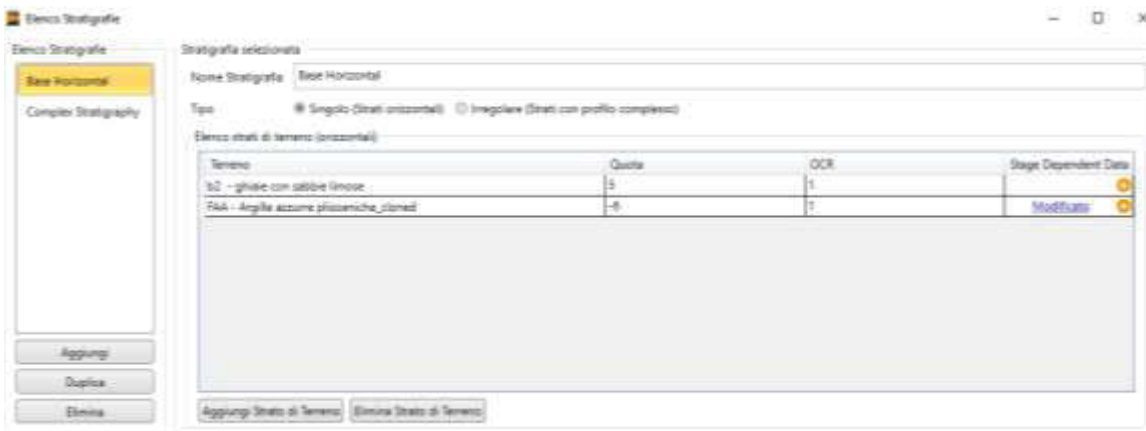 Elenco Stratigrafie
Elenco Stratigrafie
Base Horizontal
Complex Stratigraphy
Aggiungi
Duplica
Elimina
Stratigrafia selezionata
Nome Stratigrafia Base Horizontal
Tipo Singolo (Strati orizzontali) Irregolare (Strati con profilo complesso)
Elenco strati di terreno (orizzontali)
Terreno Quota OCR Stage Dependent Data
b2 - ghiaie con sabbie limose 5 1
FAA - Argille azzurre plioceniche_cloned -6 1 Modificato
Aggiungi Strato di Terreno Elimina Strato di Terreno